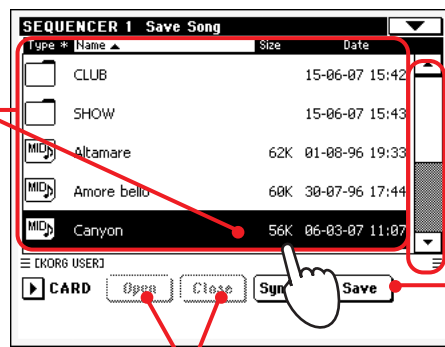 SEQUENCER 1 Save Song
Type * Name ▲ Size Date
CLUB 15-06-07 15:42
SHOW 15-06-07 15:43
MID Altamare 62K 01-08-96 19:33
MID Amore bello 60K 30-07-96 17:44
MID Canyon 56K 06-03-07 11:07
[KORG USER]
CARD Open Close Save